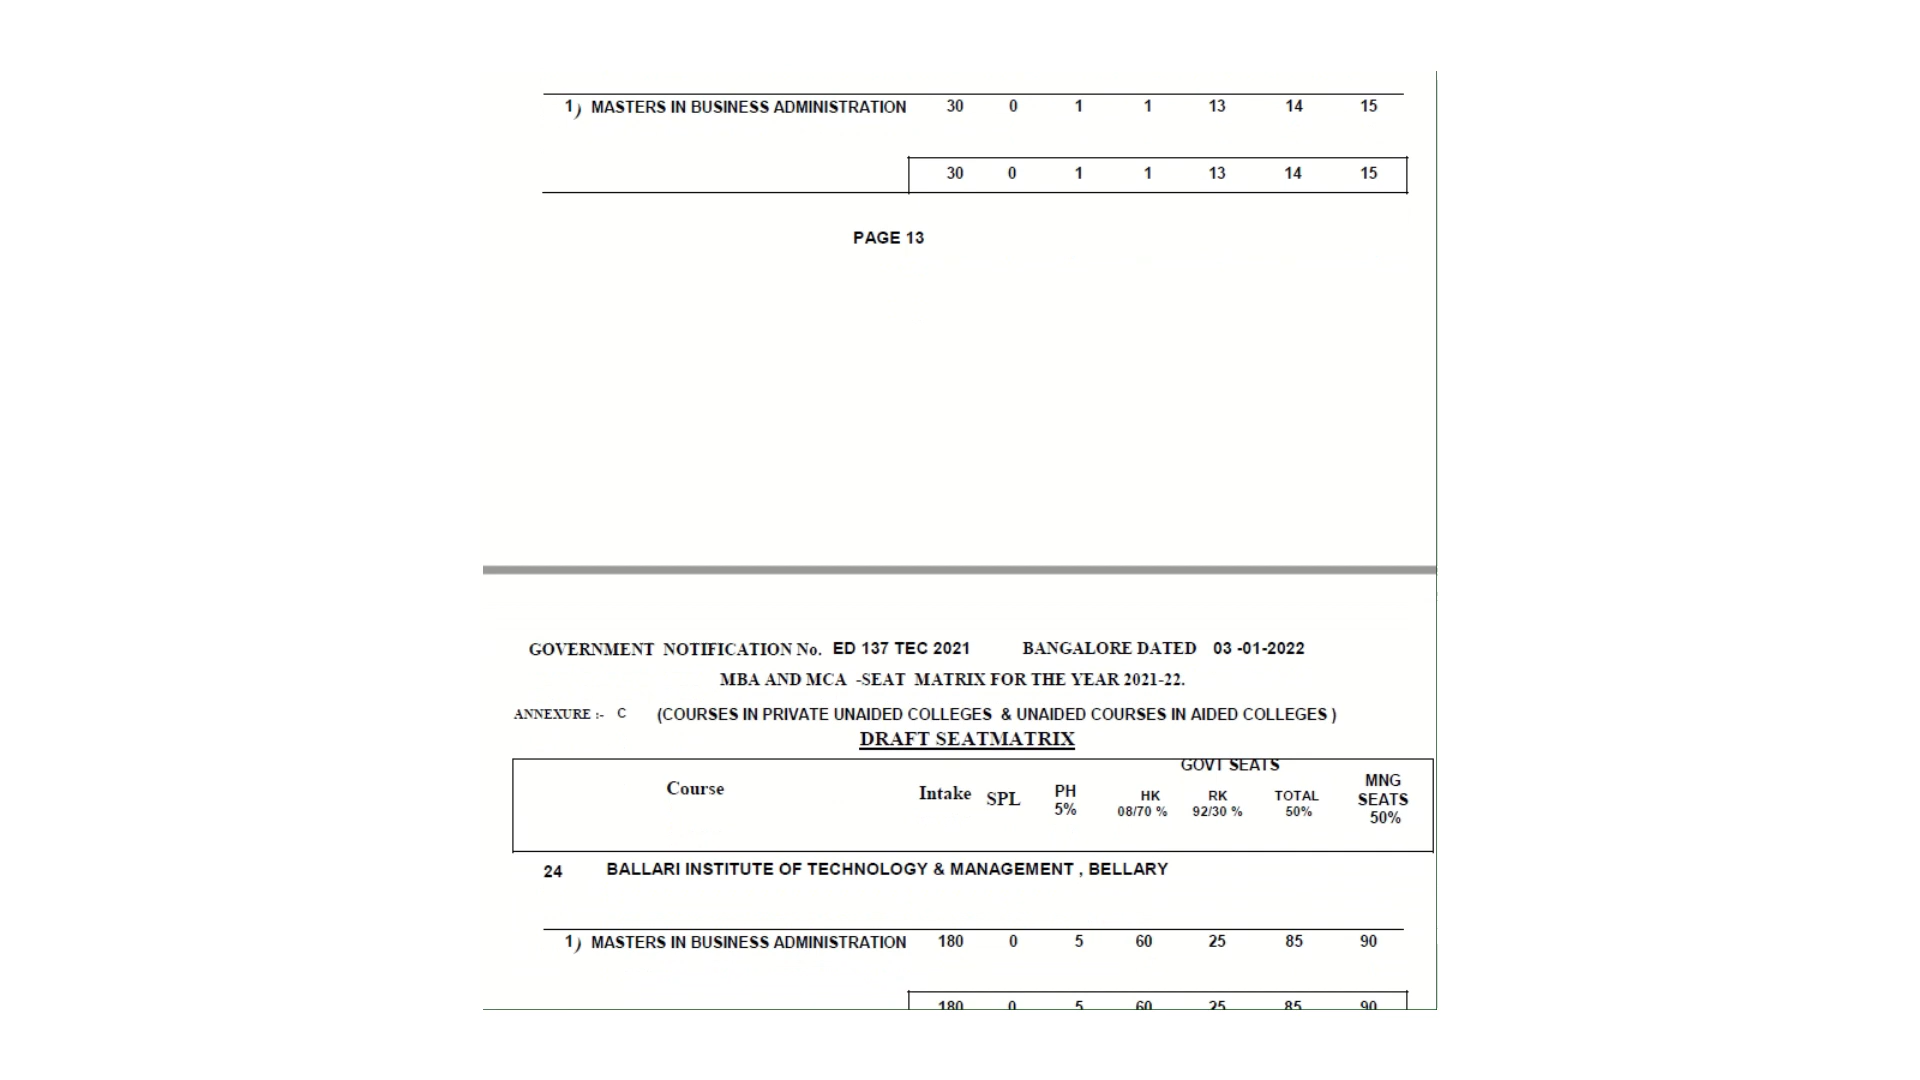 1) MASTERS IN BUSINESS ADMINISTRATION 30 0 1 1 13 14 15
30 0 1 1 13 14 15
PAGE 13
GOVERNMENT NOTIFICATION No. ED 137 TEC 2021 BANGALORE DATED 03 -01-2022
MBA AND MCA -SEAT MATRIX FOR THE YEAR 2021-22.
ANNEXURE :- C (COURSES IN PRIVATE UNAIDED COLLEGES & UNAIDED COURSES IN AIDED COLLEGES )
DRAFT SEATMATRIX
GOVT SEATS
Course Intake SPL PH HK RK TOTAL MNG
5% 08/70 % 92/30 % 50% SEATS
50%
24 BALLARI INSTITUTE OF TECHNOLOGY & MANAGEMENT , BELLARY
1) MASTERS IN BUSINESS ADMINISTRATION 180 0 5 60 25 85 90
180 0 5 60 25 85 90